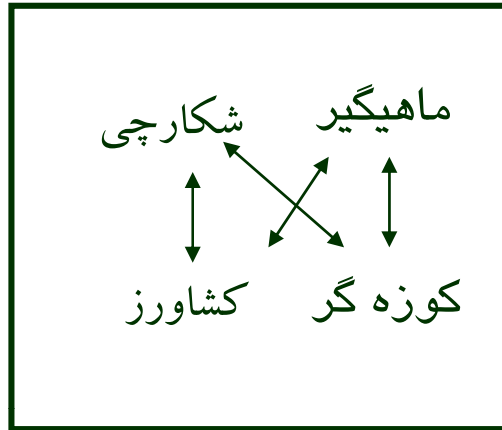 ماهیگیر
شکارچی
کوزه گر
کشاورز